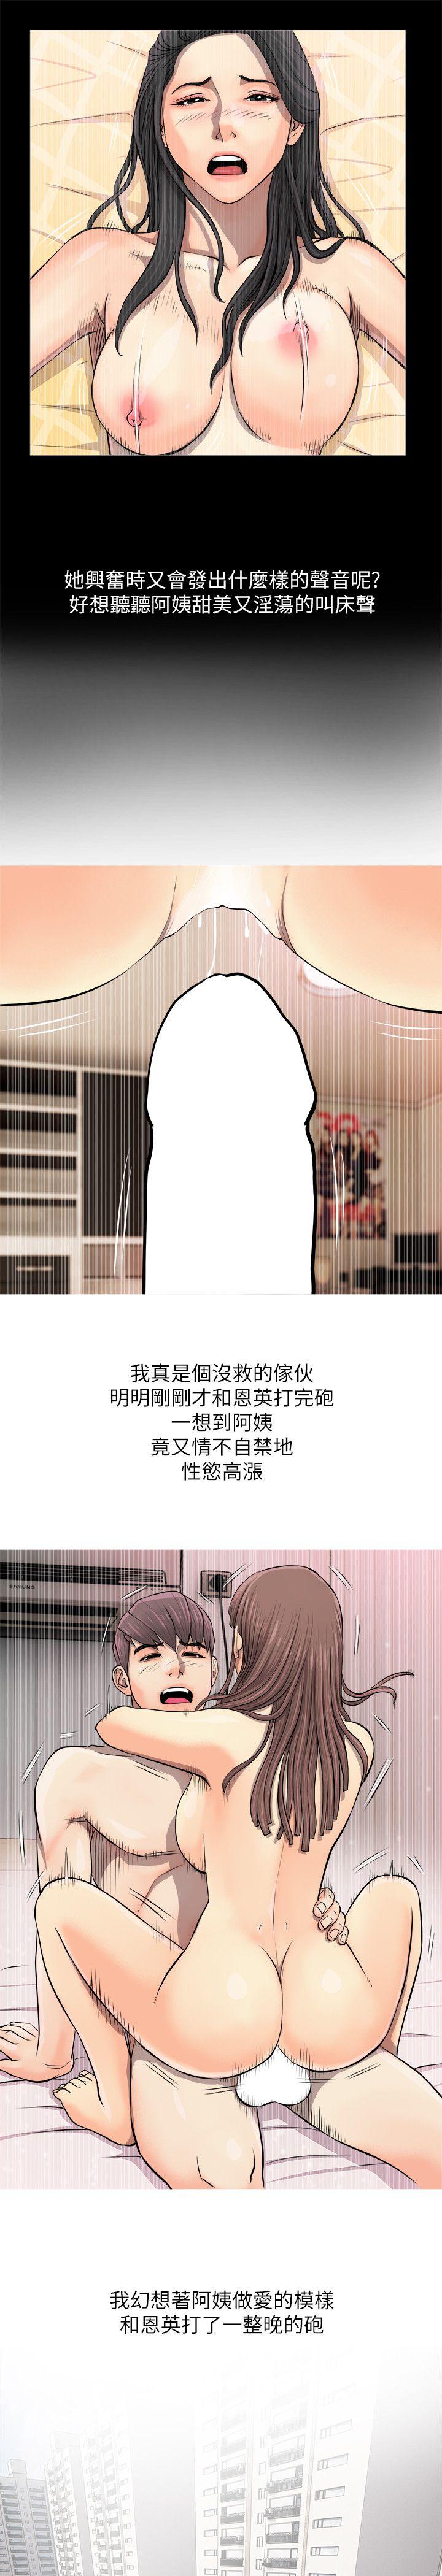 她興奮時又會發出什麼樣的聲音呢?
好想聽聽阿姨甜美又淫蕩的叫床聲
我真是個沒救的傢伙
明明剛剛才和恩英打完砲
一想到阿姨
竟又情不自禁地
性慾高漲
我幻想著阿姨做愛的模樣
和恩英打了一整晚的砲